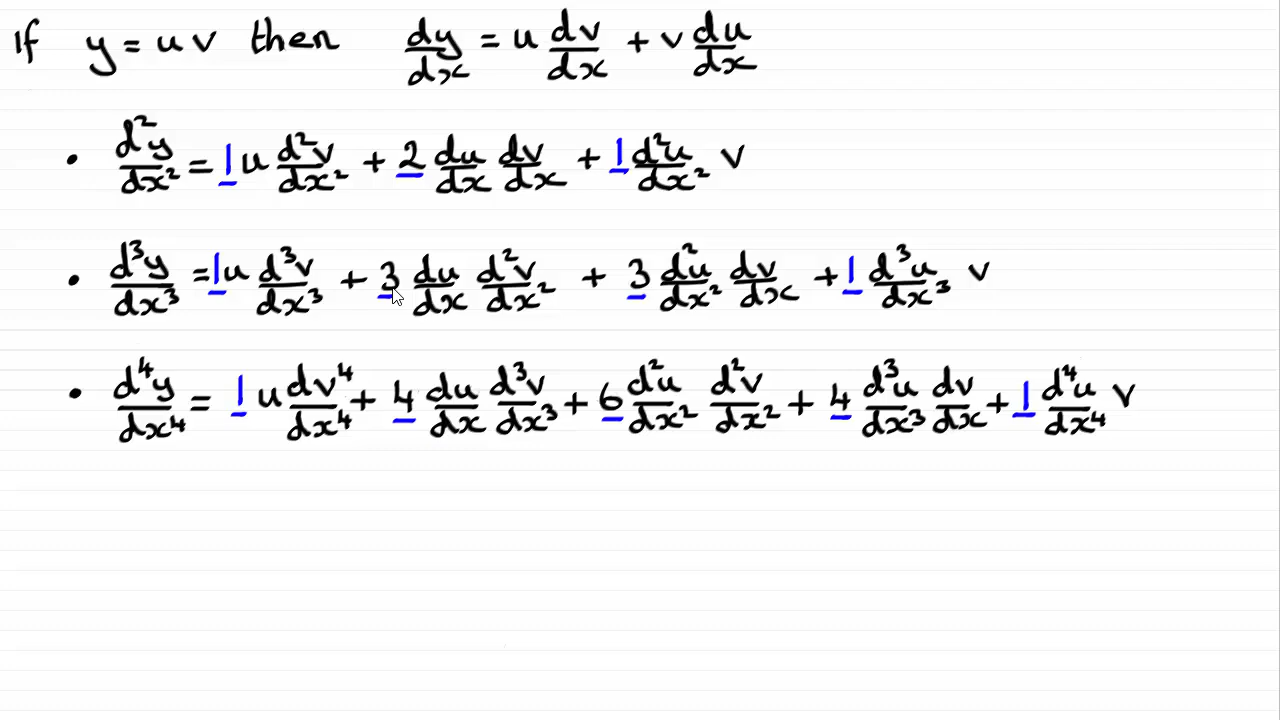 If y = uv then dy/dx = u dv/dx + v du/dx
• d²y/dx² = 1 u d²v/dx² + 2 du/dx dv/dx + 1 d²u/dx² v
• d³y/dx³ = 1 u d³v/dx³ + 3 du/dx d²v/dx² + 3 d²u/dx² dv/dx + 1 d³u/dx³ v
• d⁴y/dx⁴ = 1 u dv⁴/dx⁴ + 4 du/dx d³v/dx³ + 6 d²u/dx² d²v/dx² + 4 d³u/dx³ dv/dx + 1 d⁴u/dx⁴ v